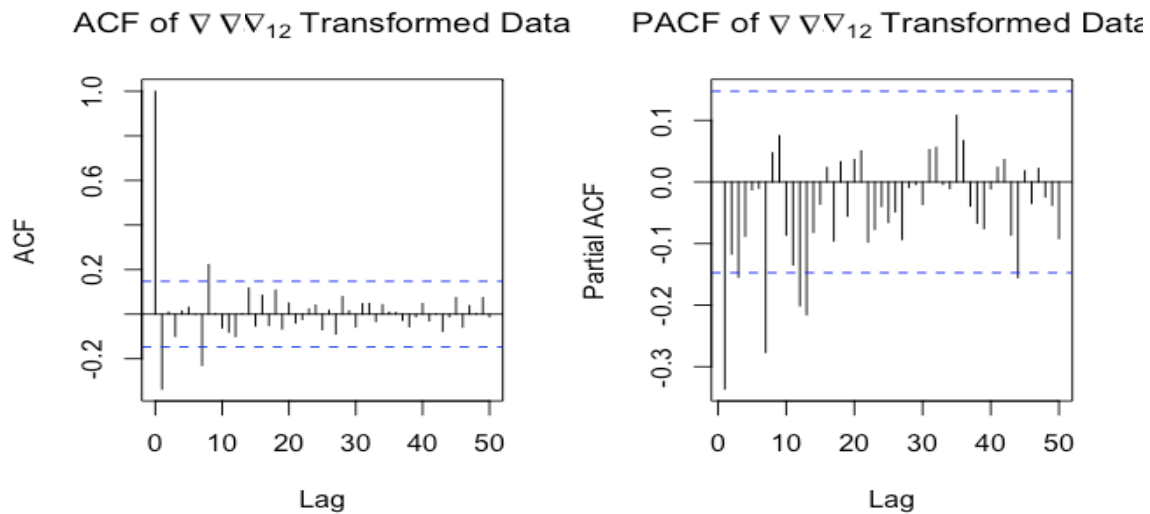 ACF of ∇ ∇∇₁₂ Transformed Data
PACF of ∇ ∇∇₁₂ Transformed Data
ACF
1.0
0.6
0.2
-0.2
0 10 20 30 40 50
Lag
Partial ACF
0.1
0.0
-0.1
-0.2
-0.3
0 10 20 30 40 50
Lag